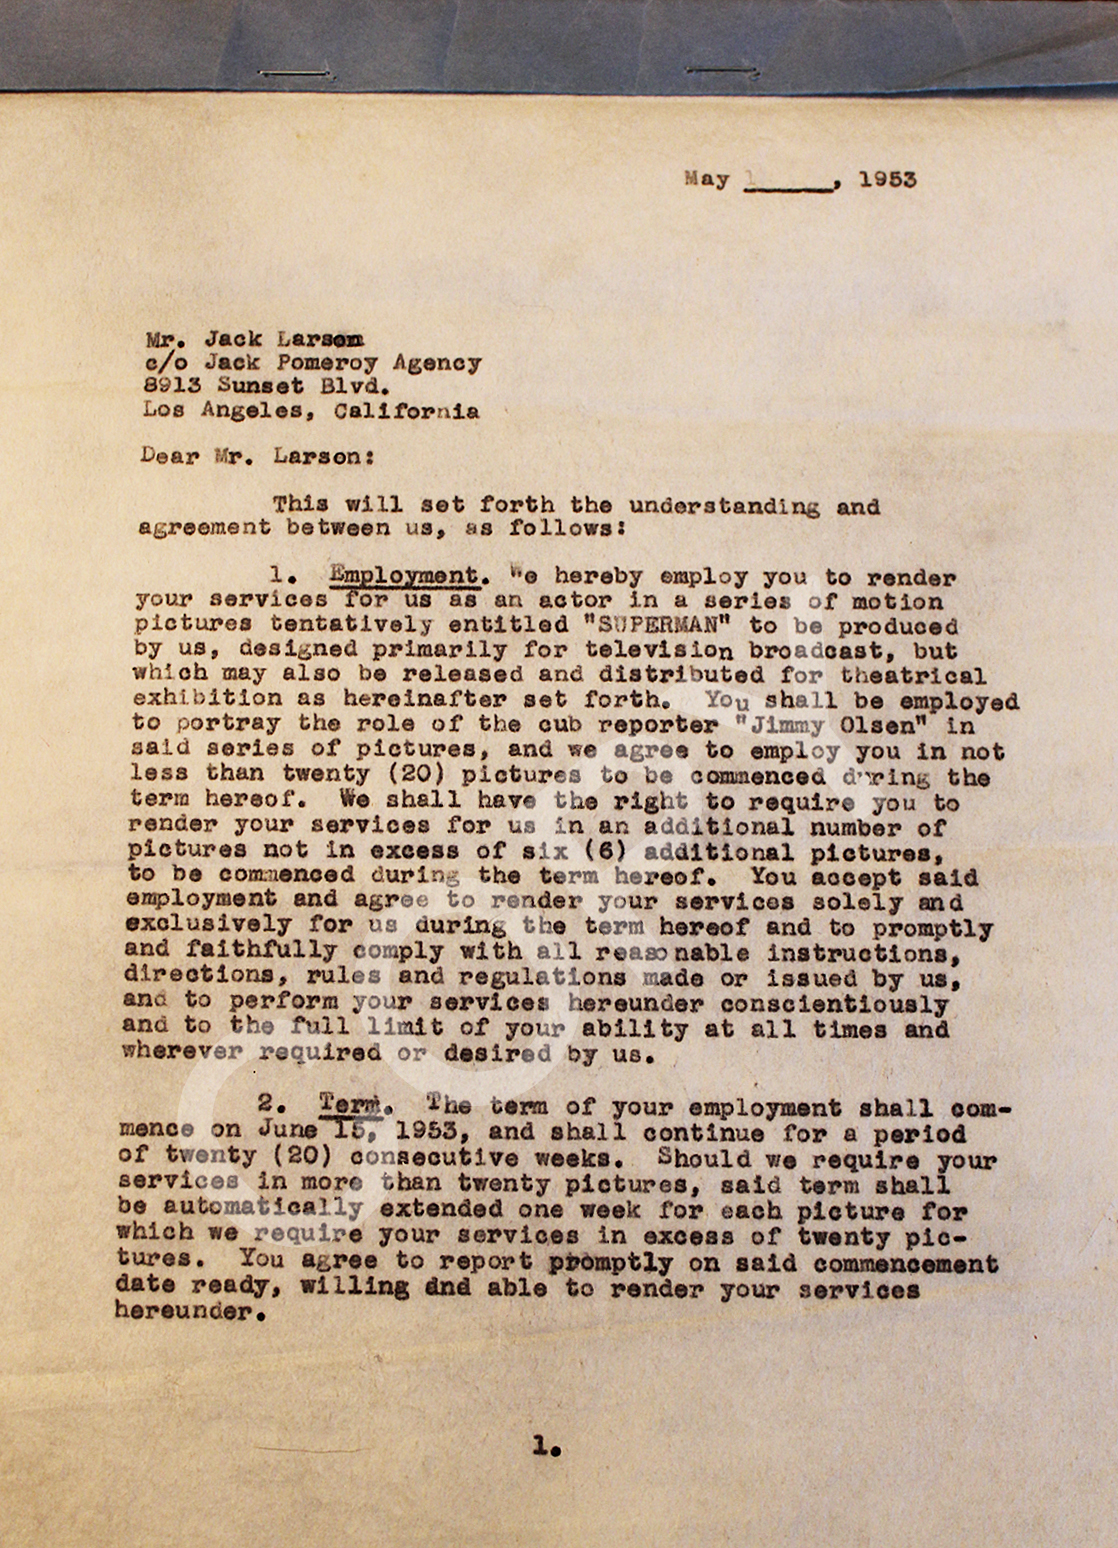 May 1____, 1953
Mr. Jack Larson
c/o Jack Pomeroy Agency
8913 Sunset Blvd.
Los Angeles, California
Dear Mr. Larson:
This will set forth the understanding and
agreement between us, as follows:
1. Employment. We hereby employ you to render
your services for us as an actor in a series of motion
pictures tentatively entitled "SUPERMAN" to be produced
by us, designed primarily for television broadcast, but
which may also be released and distributed for theatrical
exhibition as hereinafter set forth. You shall be employed
to portray the role of the cub reporter "Jimmy Olsen" in
said series of pictures, and we agree to employ you in not
less than twenty (20) pictures to be commenced during the
term hereof. We shall have the right to require you to
render your services for us in an additional number of
pictures not in excess of six (6) additional pictures,
to be commenced during the term hereof. You accept said
employment and agree to render your services solely and
exclusively for us during the term hereof and to promptly
and faithfully comply with all reasonable instructions,
directions, rules and regulations made or issued by us,
and to perform your services hereunder conscientiously
and to the full limit of your ability at all times and
wherever required or desired by us.
2. Term. The term of your employment shall com-
mence on June 15, 1953, and shall continue for a period
of twenty (20) consecutive weeks. Should we require your
services in more than twenty pictures, said term shall
be automatically extended one week for each picture for
which we require your services in excess of twenty pic-
tures. You agree to report promptly on said commencement
date ready, willing and able to render your services
hereunder.
1.